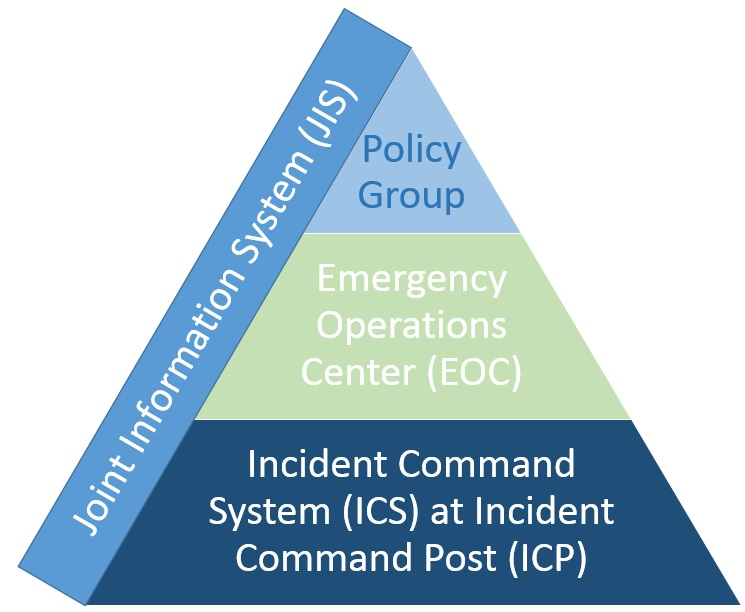 Joint Information System (JIS)
Policy
Group
Emergency
Operations
Center (EOC)
Incident Command
System (ICS) at Incident
Command Post (ICP)